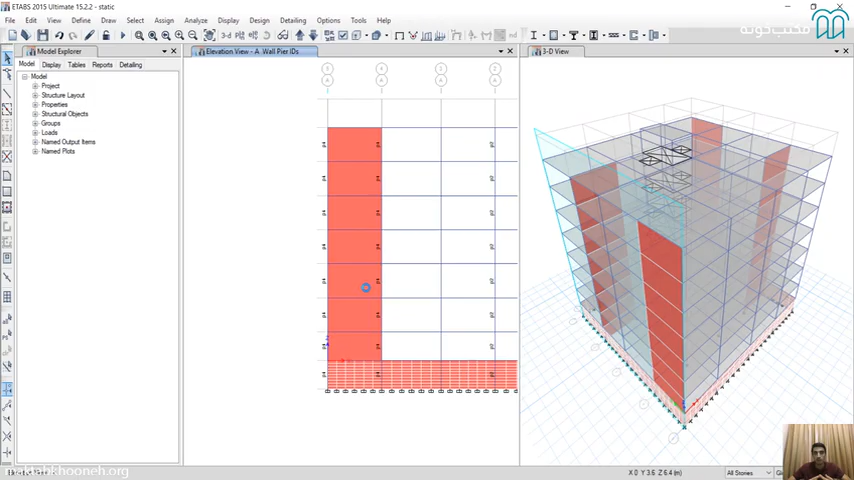 ETABS 2015 Ultimate 15.2.2 - static
File Edit View Define Draw Select Assign Analyze Display Design Detailing Options Tools Help
مکتب‌خونه
Model Explorer
Elevation View - A Wall Pier IDs
3-D View
Model Display Tables Reports Detailing
Model
Project
Structure Layout
Properties
Structural Objects
Groups
Loads
Named Output Items
Named Plots
maktabkhooneh.org
X 0 Y 3.6 Z 6.4 (m)
All Stories